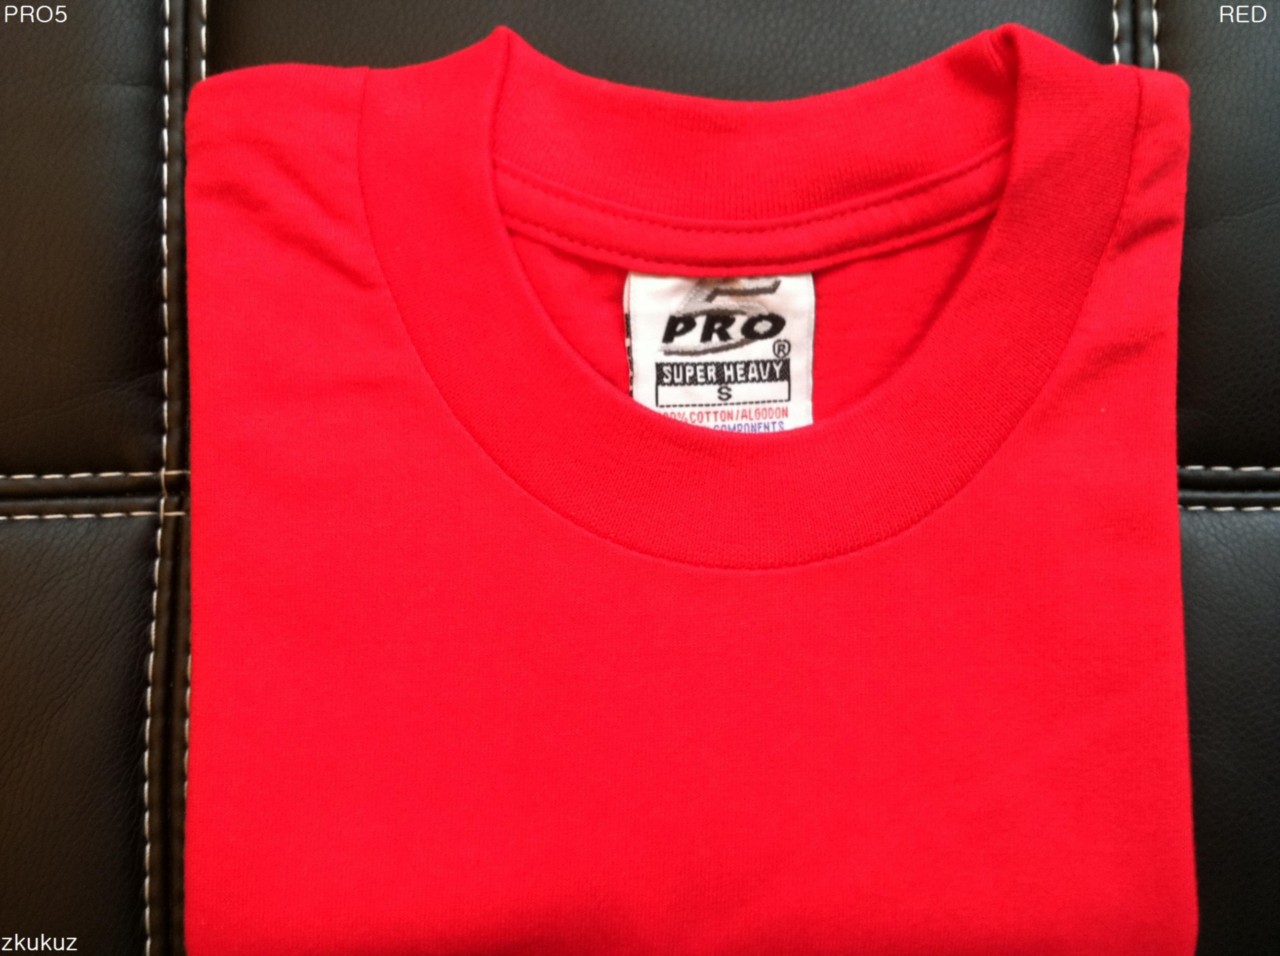 PRO5
RED
PRO
®
SUPER HEAVY
S
% COTTON/ALGODON
COMPONENTS
zkukuz